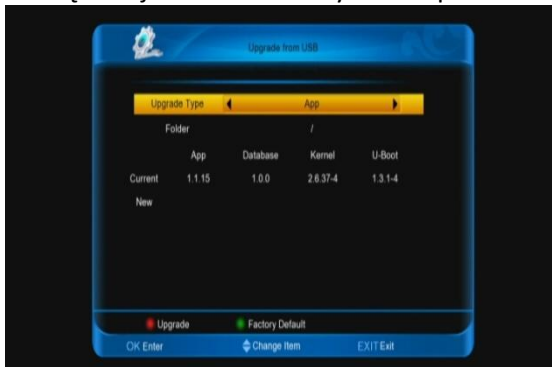 Upgrade from USB
Upgrade Type App
Folder /
App Database Kernel U-Boot
Current 1.1.15 1.0.0 2.6.37-4 1.3.1-4
New
Upgrade Factory Default
OK Enter Change Item EXIT Exit